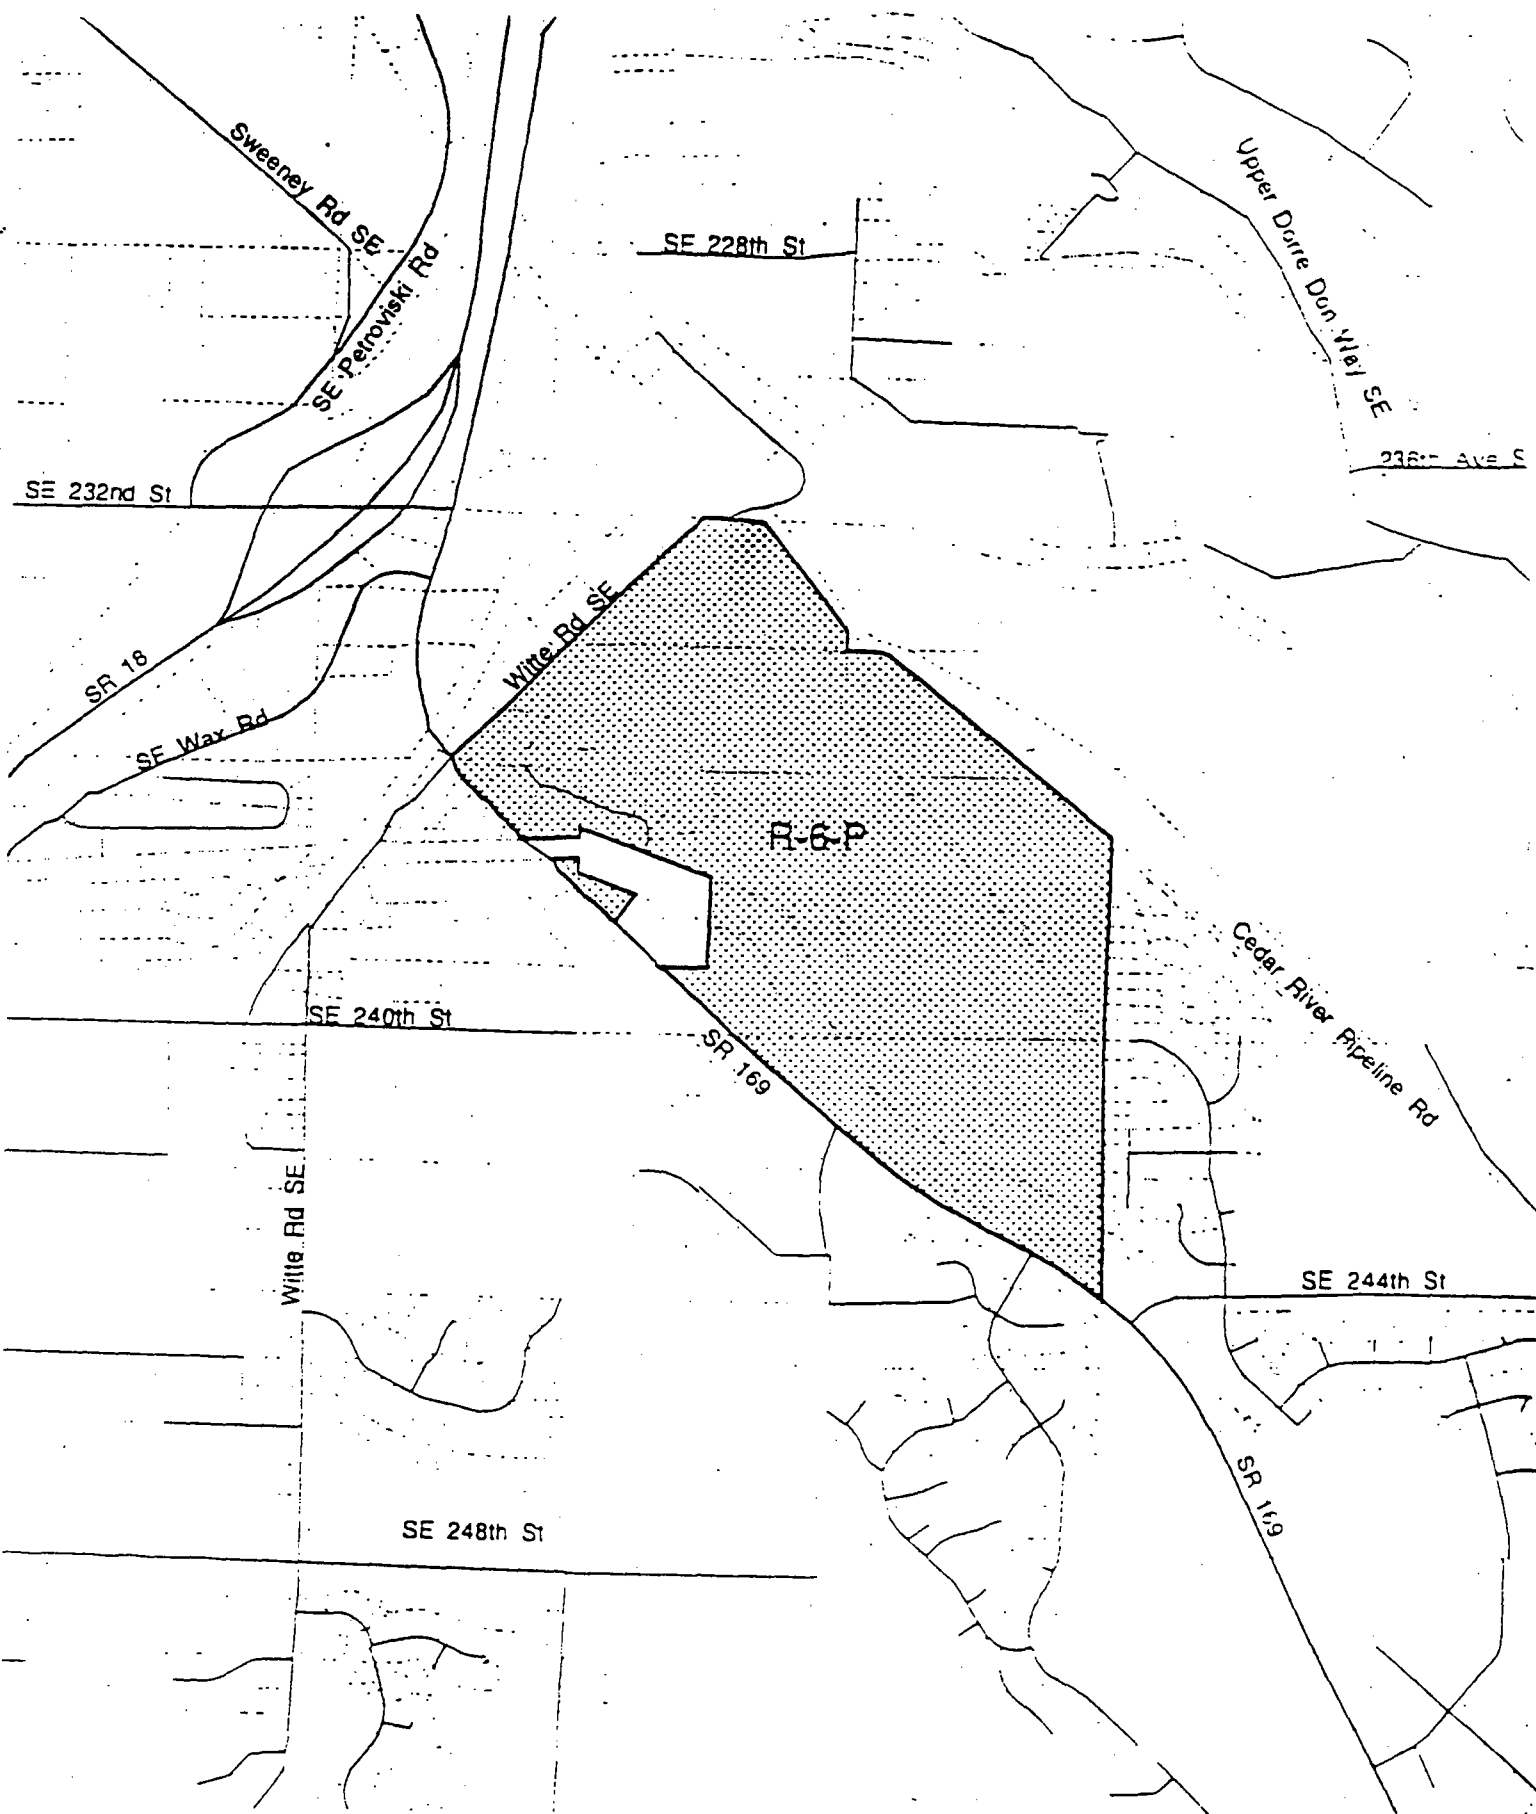 Sweeney Rd SE
SE Petroviski Rd
SE 228th St
Upper Dorre Don Way SE
236th Ave S
SE 232nd St
Witte Rd SE
SR 18
SE Wax Rd
R-6-P
Cedar River Pipeline Rd
SE 240th St
SR 169
Witte Rd SE
SE 244th St
SR 169
SE 248th St